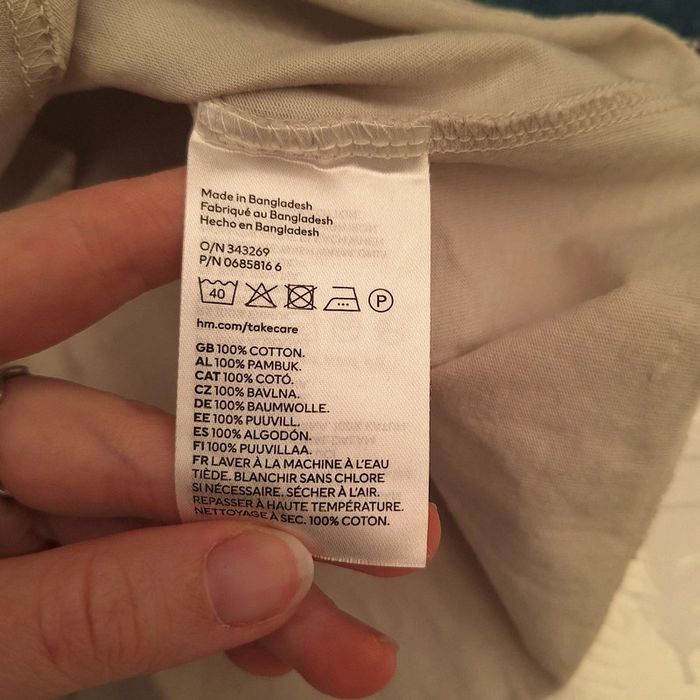 Made in Bangladesh
Fabriqué au Bangladesh
Hecho en Bangladesh
O/N 343269
P/N 0685816 6
40 P
hm.com/takecare
GB 100% COTTON.
AL 100% PAMBUK.
CAT 100% COTÓ.
CZ 100% BAVLNA.
DE 100% BAUMWOLLE.
EE 100% PUUVILL.
ES 100% ALGODÓN.
FI 100% PUUVILLAA.
FR LAVER À LA MACHINE À L'EAU
TIÈDE. BLANCHIR SANS CHLORE
SI NÉCESSAIRE. SÉCHER À L'AIR.
REPASSER À HAUTE TEMPÉRATURE.
NETTOYAGE À SEC. 100% COTON.